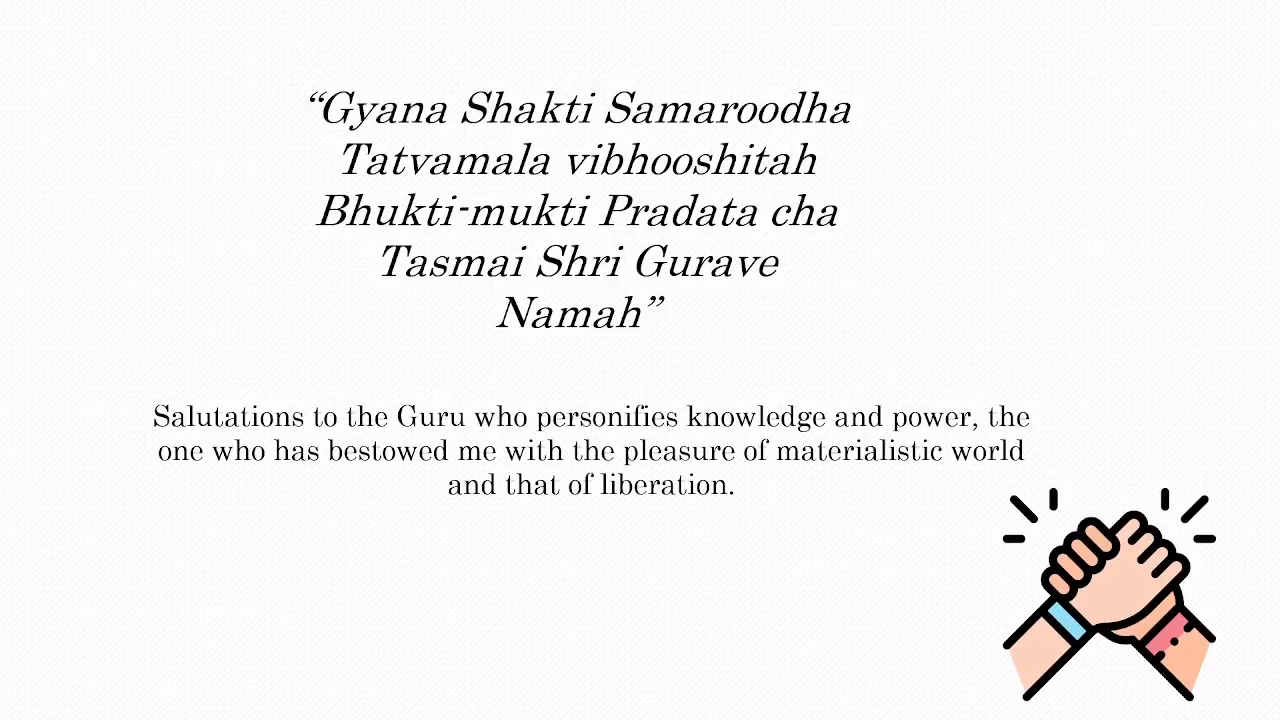 “Gyana Shakti Samaroodha
Tatvamala vibhooshitah
Bhukti-mukti Pradata cha
Tasmai Shri Gurave
Namah”
Salutations to the Guru who personifies knowledge and power, the
one who has bestowed me with the pleasure of materialistic world
and that of liberation.